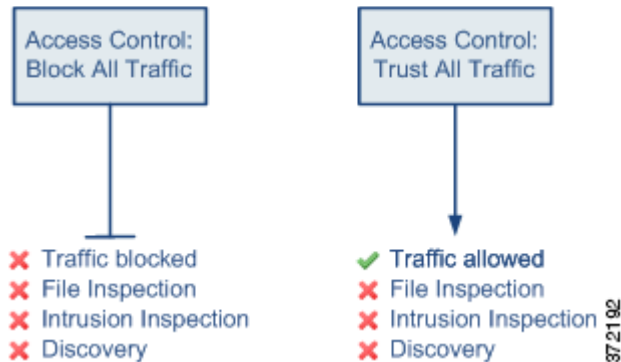 Access Control:
Block All Traffic
Traffic blocked
File Inspection
Intrusion Inspection
Discovery
Access Control:
Trust All Traffic
Traffic allowed
File Inspection
Intrusion Inspection
Discovery
372192